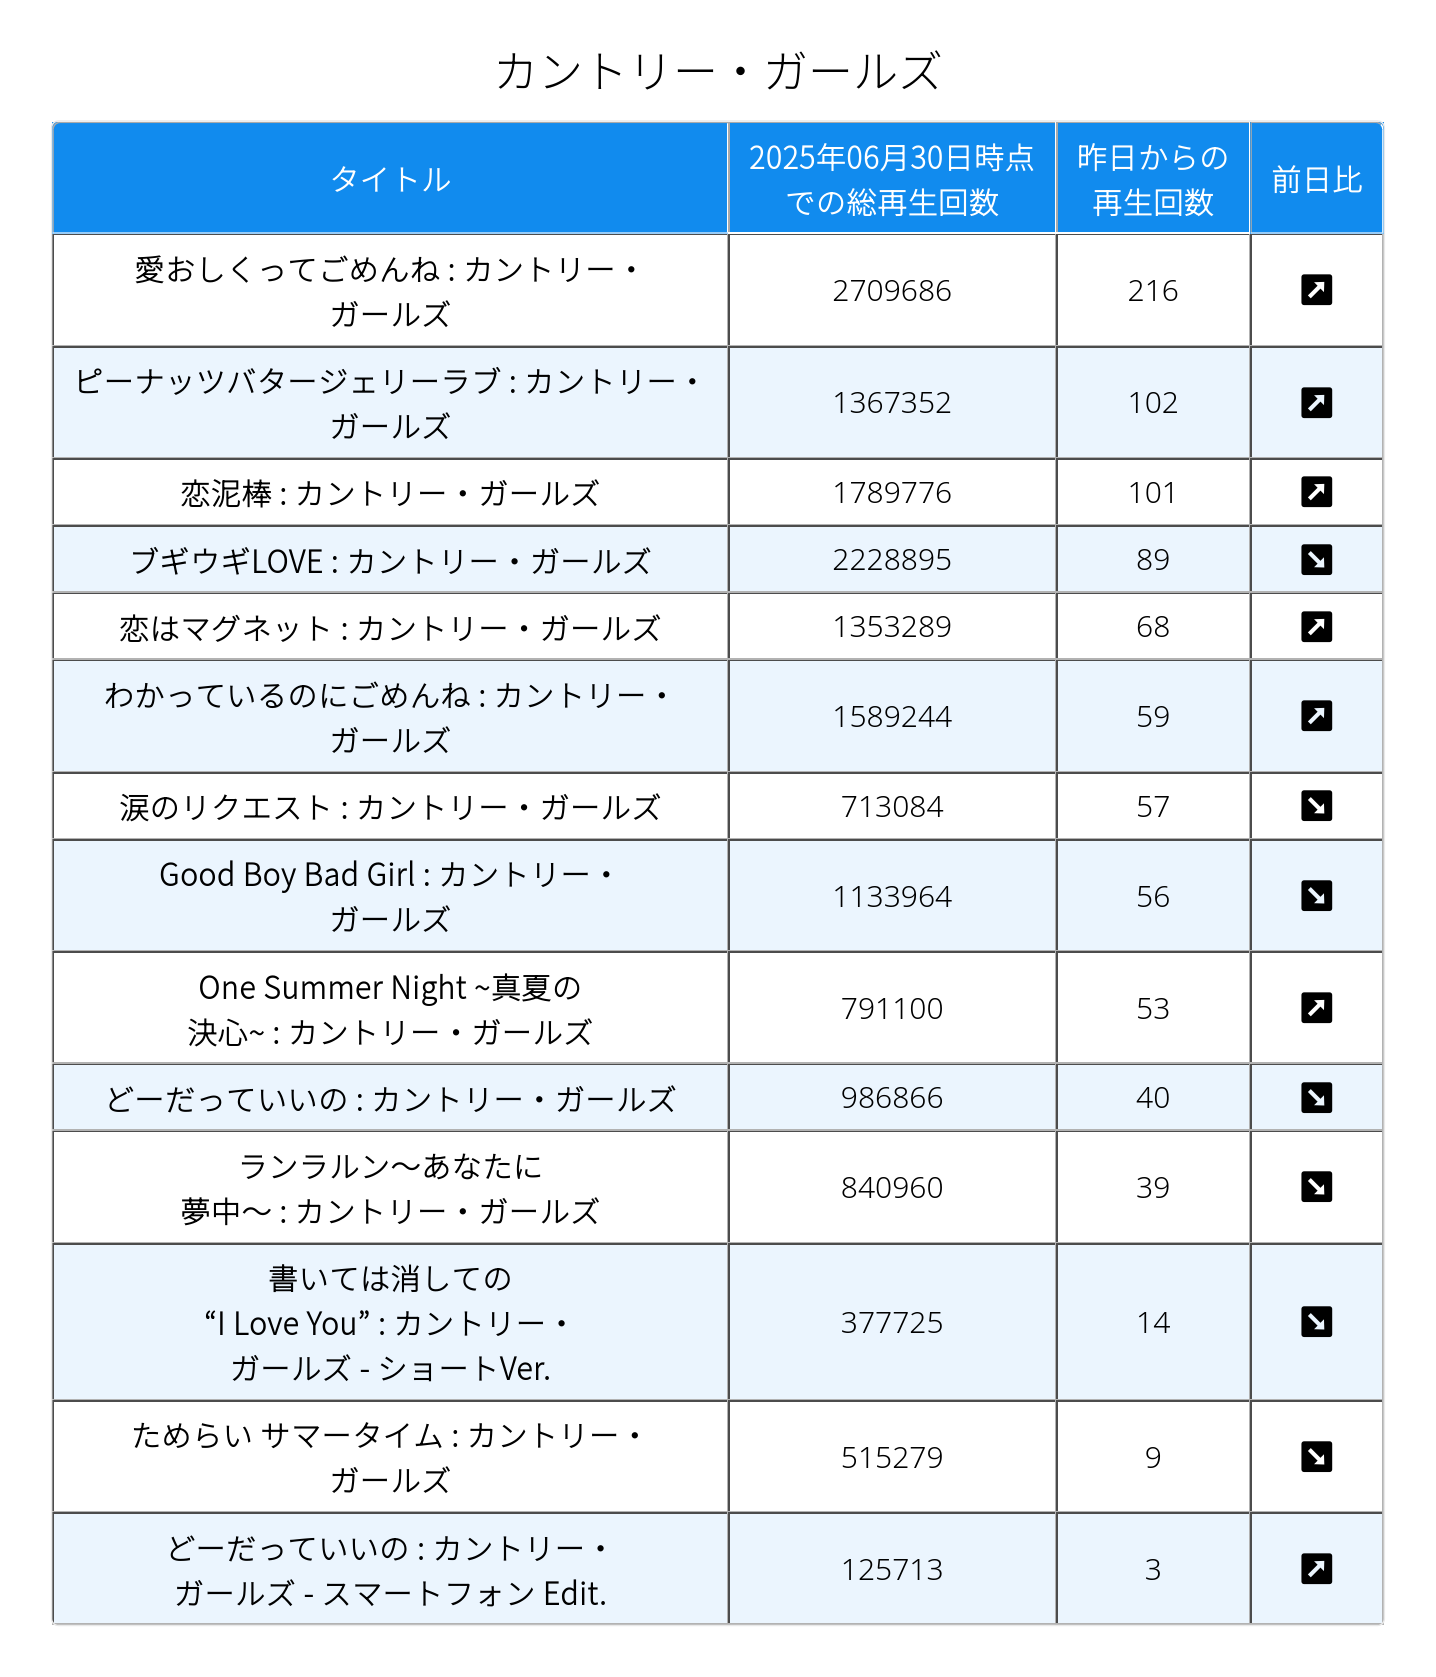 カントリー・ガールズ
タイトル
2025年06月30日時点
での総再生回数
昨日からの
再生回数
前日比
愛おしくってごめんね : カントリー・
ガールズ
2709686
216
ピーナッツバタージェリーラブ : カントリー・
ガールズ
1367352
102
恋泥棒 : カントリー・ガールズ
1789776
101
ブギウギLOVE : カントリー・ガールズ
2228895
89
恋はマグネット : カントリー・ガールズ
1353289
68
わかっているのにごめんね : カントリー・
ガールズ
1589244
59
涙のリクエスト : カントリー・ガールズ
713084
57
Good Boy Bad Girl : カントリー・
ガールズ
1133964
56
One Summer Night ~真夏の
決心~ : カントリー・ガールズ
791100
53
どーだっていいの : カントリー・ガールズ
986866
40
ランラルン〜あなたに
夢中〜 : カントリー・ガールズ
840960
39
書いては消しての
“I Love You” : カントリー・
ガールズ - ショートVer.
377725
14
ためらい サマータイム : カントリー・
ガールズ
515279
9
どーだっていいの : カントリー・
ガールズ - スマートフォン Edit.
125713
3